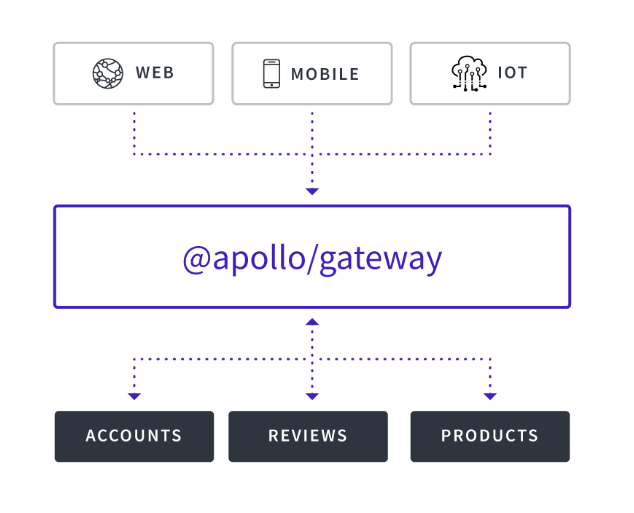 WEB
MOBILE
IOT
@apollo/gateway
ACCOUNTS
REVIEWS
PRODUCTS